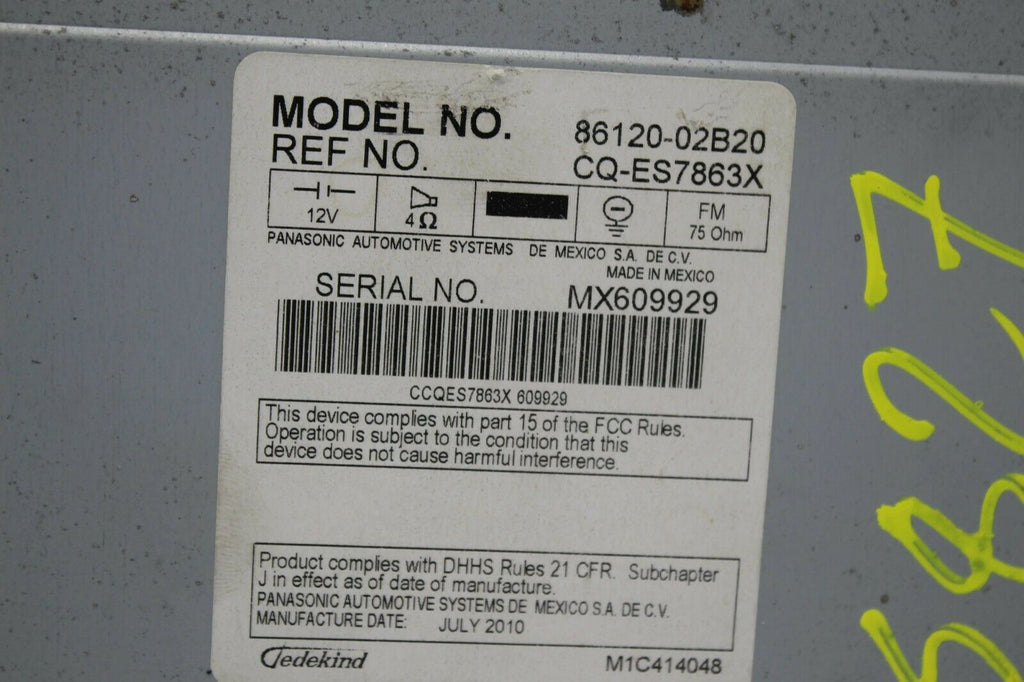 MODEL NO. 86120-02B20
REF NO. CQ-ES7863X
12V 4Ω FM
75 Ohm
PANASONIC AUTOMOTIVE SYSTEMS DE MEXICO S.A. DE C.V.
MADE IN MEXICO
SERIAL NO. MX609929
CCQES7863X 609929
This device complies with part 15 of the FCC Rules.
Operation is subject to the condition that this
device does not cause harmful interference.
Product complies with DHHS Rules 21 CFR. Subchapter
J in effect as of date of manufacture.
PANASONIC AUTOMOTIVE SYSTEMS DE MEXICO S.A. DE C.V.
MANUFACTURE DATE: JULY 2010
Jedekind M1C414048
5827